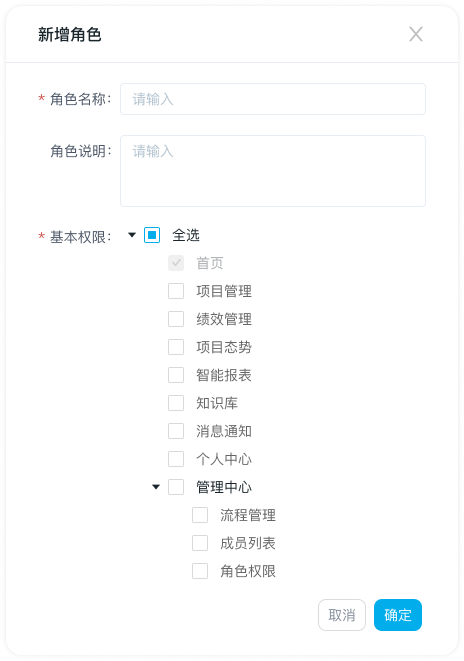 新增角色
* 角色名称： 请输入
角色说明： 请输入
* 基本权限： 全选
首页
项目管理
绩效管理
项目态势
智能报表
知识库
消息通知
个人中心
管理中心
流程管理
成员列表
角色权限
取消 确定